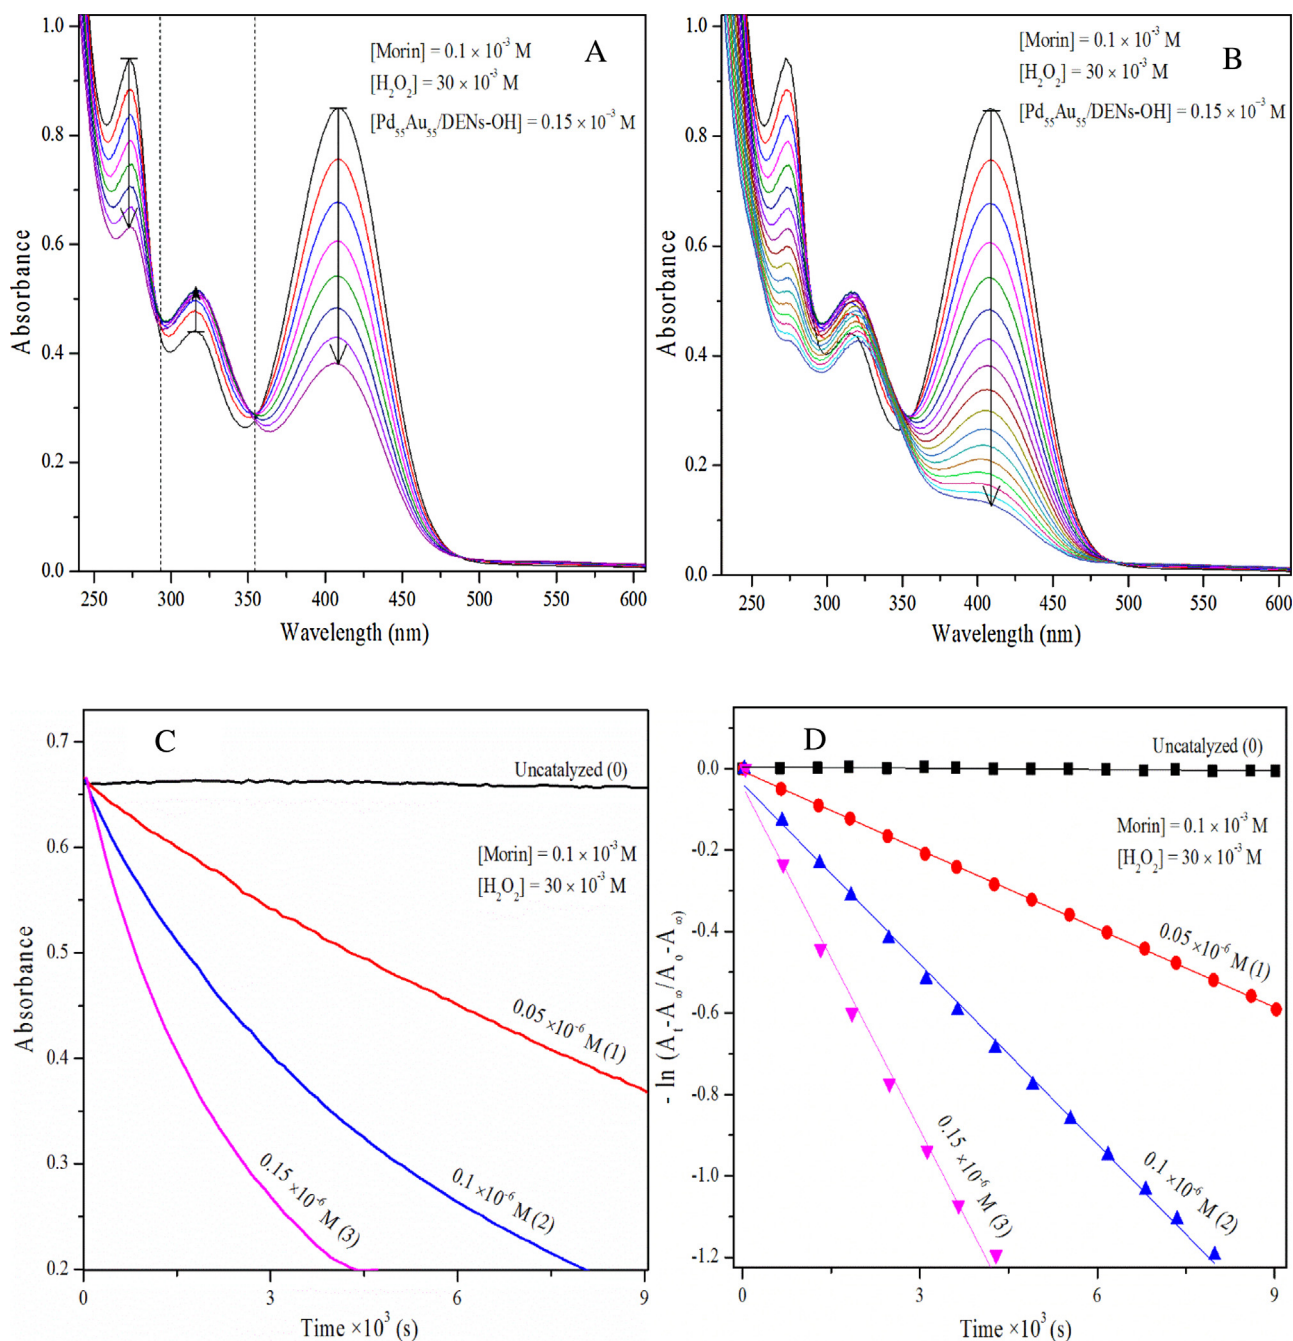 A
[Morin] = 0.1 × 10⁻³ M
[H₂O₂] = 30 × 10⁻³ M
[Pd₅₅Au₅₅/DENs-OH] = 0.15 × 10⁻³ M
1.0
0.8
0.6
0.4
0.2
0.0
Absorbance
250 300 350 400 450 500 550 600
Wavelength (nm)
B
[Morin] = 0.1 × 10⁻³ M
[H₂O₂] = 30 × 10⁻³ M
[Pd₅₅Au₅₅/DENs-OH] = 0.15 × 10⁻³ M
1.0
0.8
0.6
0.4
0.2
0.0
Absorbance
250 300 350 400 450 500 550 600
Wavelength (nm)
C
Uncatalyzed (0)
[Morin] = 0.1 × 10⁻³ M
[H₂O₂] = 30 × 10⁻³ M
0.05 ×10⁻⁶ M (1)
0.1 ×10⁻⁶ M (2)
0.15 ×10⁻⁶ M (3)
0.7
0.6
0.5
0.4
0.3
0.2
Absorbance
0 3 6 9
Time ×10³ (s)
D
Uncatalyzed (0)
Morin] = 0.1 × 10⁻³ M
[H₂O₂] = 30 × 10⁻³ M
0.05 ×10⁻⁶ M (1)
0.1 ×10⁻⁶ M (2)
0.15 ×10⁻⁶ M (3)
0.0
-0.2
-0.4
-0.6
-0.8
-1.0
-1.2
- ln (Aₜ-A∞/Aₒ-A∞)
0 3 6 9
Time ×10³ (s)